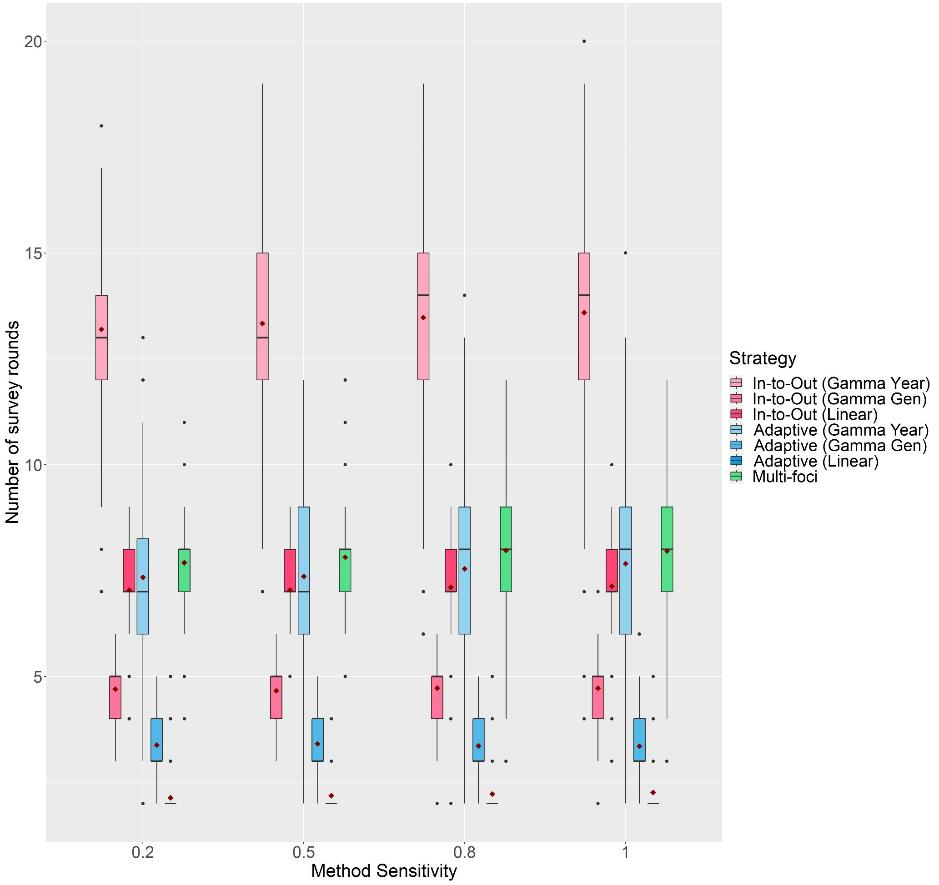 20
15
10
5
Number of survey rounds
0.2 0.5 0.8 1
Method Sensitivity
Strategy
In-to-Out (Gamma Year)
In-to-Out (Gamma Gen)
In-to-Out (Linear)
Adaptive (Gamma Year)
Adaptive (Gamma Gen)
Adaptive (Linear)
Multi-foci